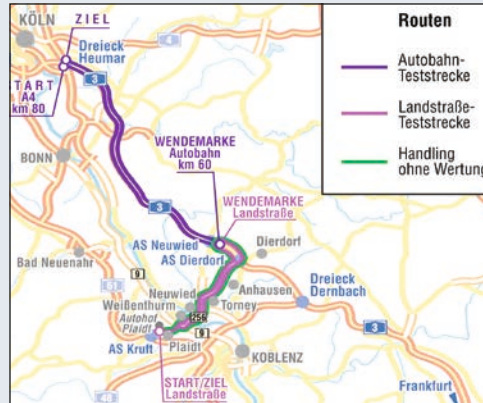 KÖLN
ZIEL
Dreieck
Heumar
START
A4
km 80
3
4
BONN
WENDEMARKE
Autobahn
km 60
3
WENDEMARKE
Landstraße
AS Neuwied
AS Dierdorf
Dierdorf
Bad Neuenahr
9
61
Neuwied
Weißenthurm
Autohof
Plaidt
256
Anhausen
Torney
Dreieck
Dernbach
AS Kruft
Plaidt
9
3
KOBLENZ
START/ZIEL
Landstraße
48
Frankfurt
Routen
Autobahn-
Teststrecke
Landstraße-
Teststrecke
Handling
ohne Wertung